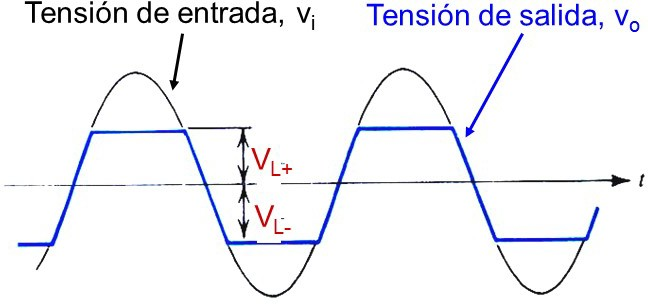 Tensión de entrada, vi
Tensión de salida, vo
VL+
t
VL-